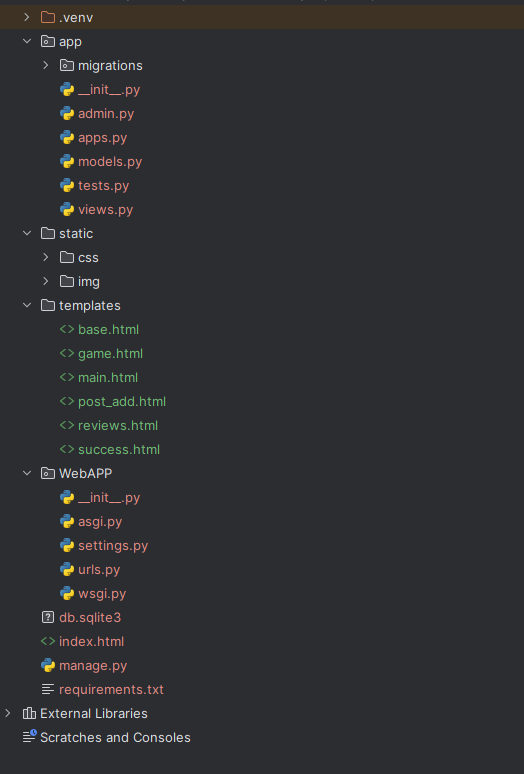 .venv
app
migrations
__init__.py
admin.py
apps.py
models.py
tests.py
views.py
static
css
img
templates
<> base.html
<> game.html
<> main.html
<> post_add.html
<> reviews.html
<> success.html
WebAPP
__init__.py
asgi.py
settings.py
urls.py
wsgi.py
? db.sqlite3
<> index.html
manage.py
requirements.txt
External Libraries
Scratches and Consoles